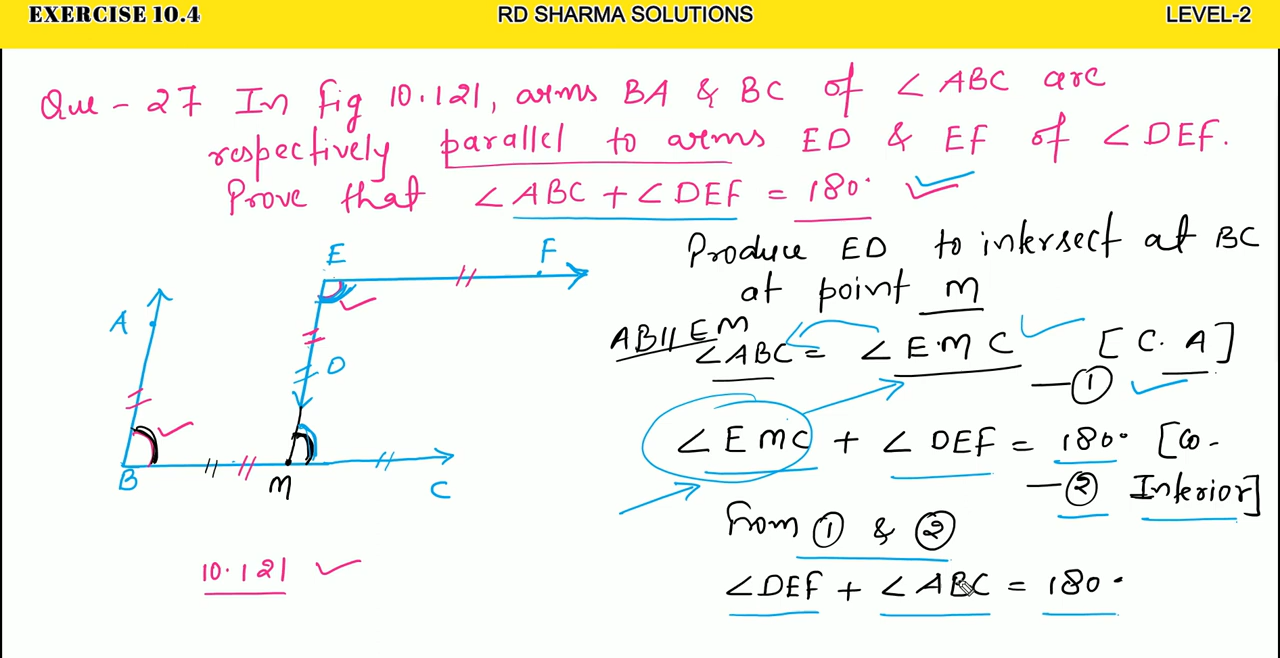 EXERCISE 10.4 RD SHARMA SOLUTIONS LEVEL-2
Que - 27 In fig 10.121, arms BA & BC of ∠ABC are
respectively parallel to arms ED & EF of ∠DEF.
Prove that ∠ABC + ∠DEF = 180°
E F
A
D
B M C
10.121
Produce ED to intersect at BC
at point m
AB || EM
∠ABC = ∠EMC [C.A]
— ①
∠EMC + ∠DEF = 180° [Co-
— ② Interior]
From ① & ②
∠DEF + ∠ABC = 180°